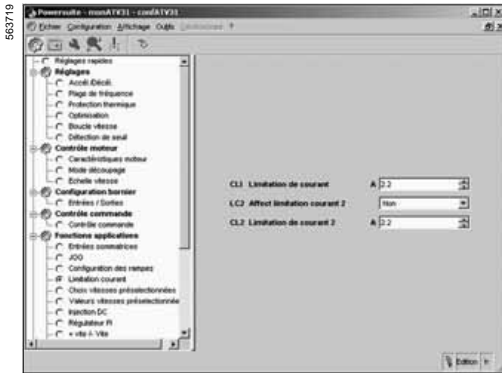 563719
Powersuite - monATV31 - confATV31
Fichier Configuration Affichage Outils ?
Réglages rapides
Réglages
Accél./Décél.
Plage de fréquence
Protection thermique
Optimisation
Boucle vitesse
Détection de seuil
Contrôle moteur
Caractéristiques moteur
Mode découpage
Echelle vitesse
Configuration bornier
Entrées / Sorties
Contrôle commande
Contrôle commande
Fonctions applicatives
Entrées sommatrices
JOG
Configuration des rampes
Limitation courant
Choix vitesses préselectionnées
Valeurs vitesses préselectionnée
Injection DC
Régulateur PI
+ vite /- Vite
CLI Limitation de courant A 2.2
LC2 Affect limitation courant 2 Non
CL2 Limitation de courant 2 A 2.2
Edition